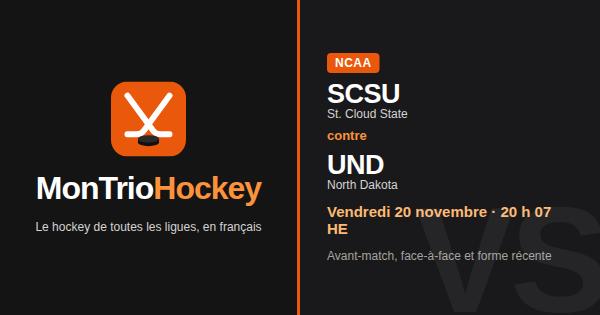 MonTrioHockey
Le hockey de toutes les ligues, en français
NCAA
SCSU
St. Cloud State
contre
UND
North Dakota
Vendredi 20 novembre · 20 h 07
HE
Avant-match, face-à-face et forme récente
VS